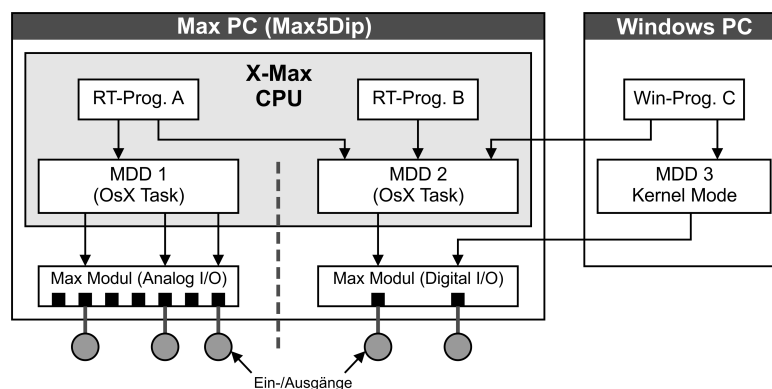 Max PC (Max5Dip)
Windows PC
X-Max
CPU
RT-Prog. A
RT-Prog. B
Win-Prog. C
MDD 1
(OsX Task)
MDD 2
(OsX Task)
MDD 3
Kernel Mode
Max Modul (Analog I/O)
Max Modul (Digital I/O)
Ein-/Ausgänge